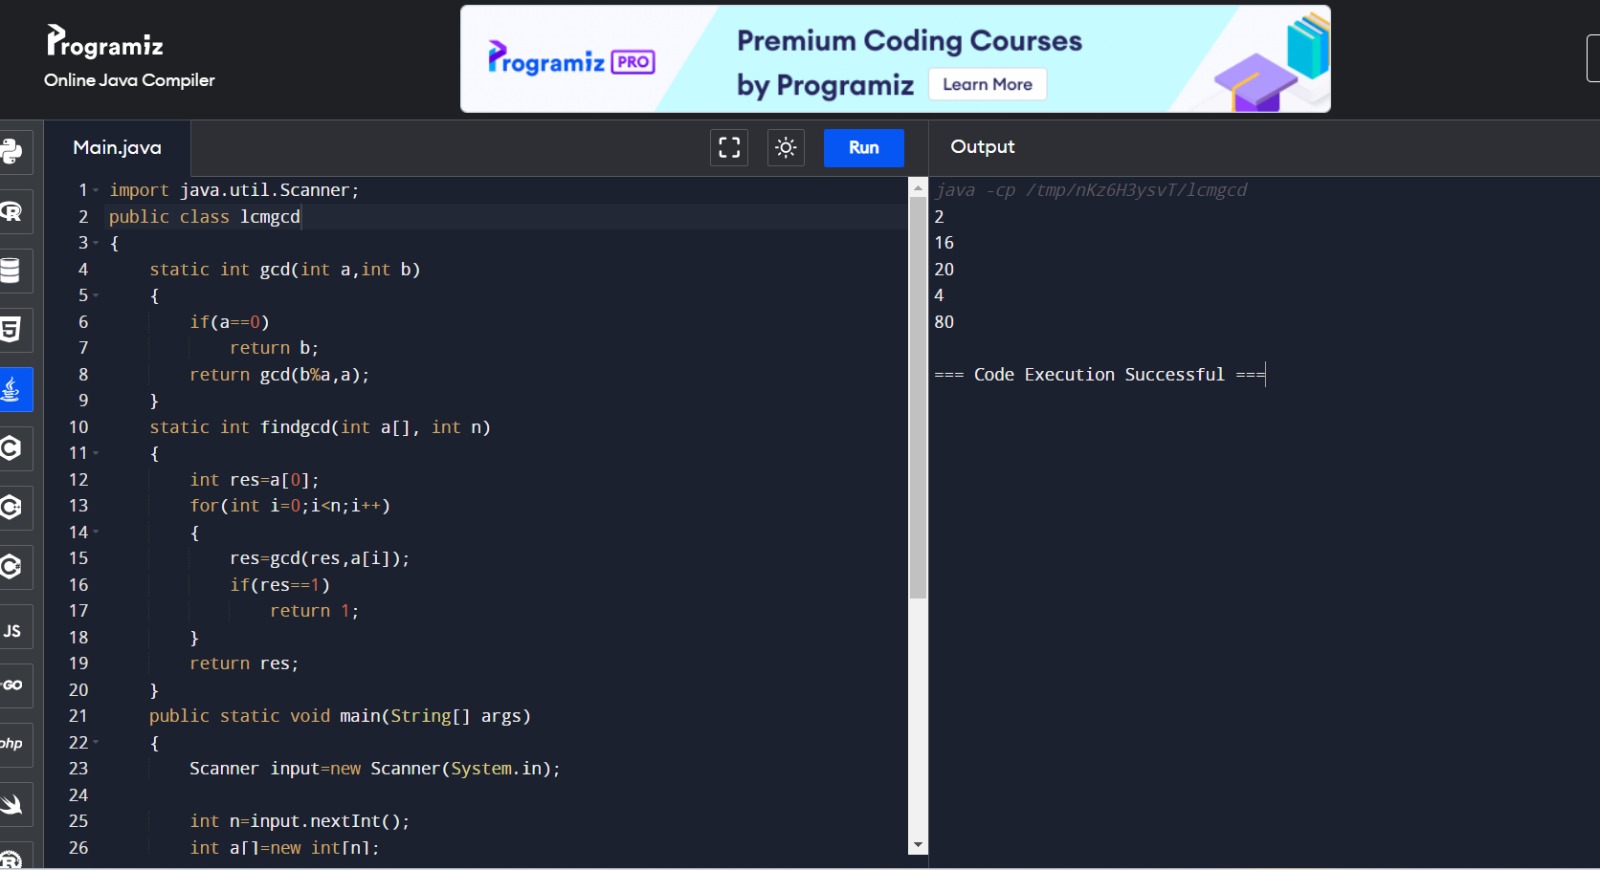 Programiz
Online Java Compiler
Programiz PRO
Premium Coding Courses
by Programiz
Learn More
Main.java
Run
Output
1 import java.util.Scanner;
2 public class lcmgcd
3 {
4 static int gcd(int a,int b)
5 {
6 if(a==0)
7 return b;
8 return gcd(b%a,a);
9 }
10 static int findgcd(int a[], int n)
11 {
12 int res=a[0];
13 for(int i=0;i<n;i++)
14 {
15 res=gcd(res,a[i]);
16 if(res==1)
17 return 1;
18 }
19 return res;
20 }
21 public static void main(String[] args)
22 {
23 Scanner input=new Scanner(System.in);
24
25 int n=input.nextInt();
26 int a[]=new int[n];
java -cp /tmp/nKz6H3ysvT/lcmgcd
2
16
20
4
80
=== Code Execution Successful ===
R
5
C
C
C
JS
GO
php
R